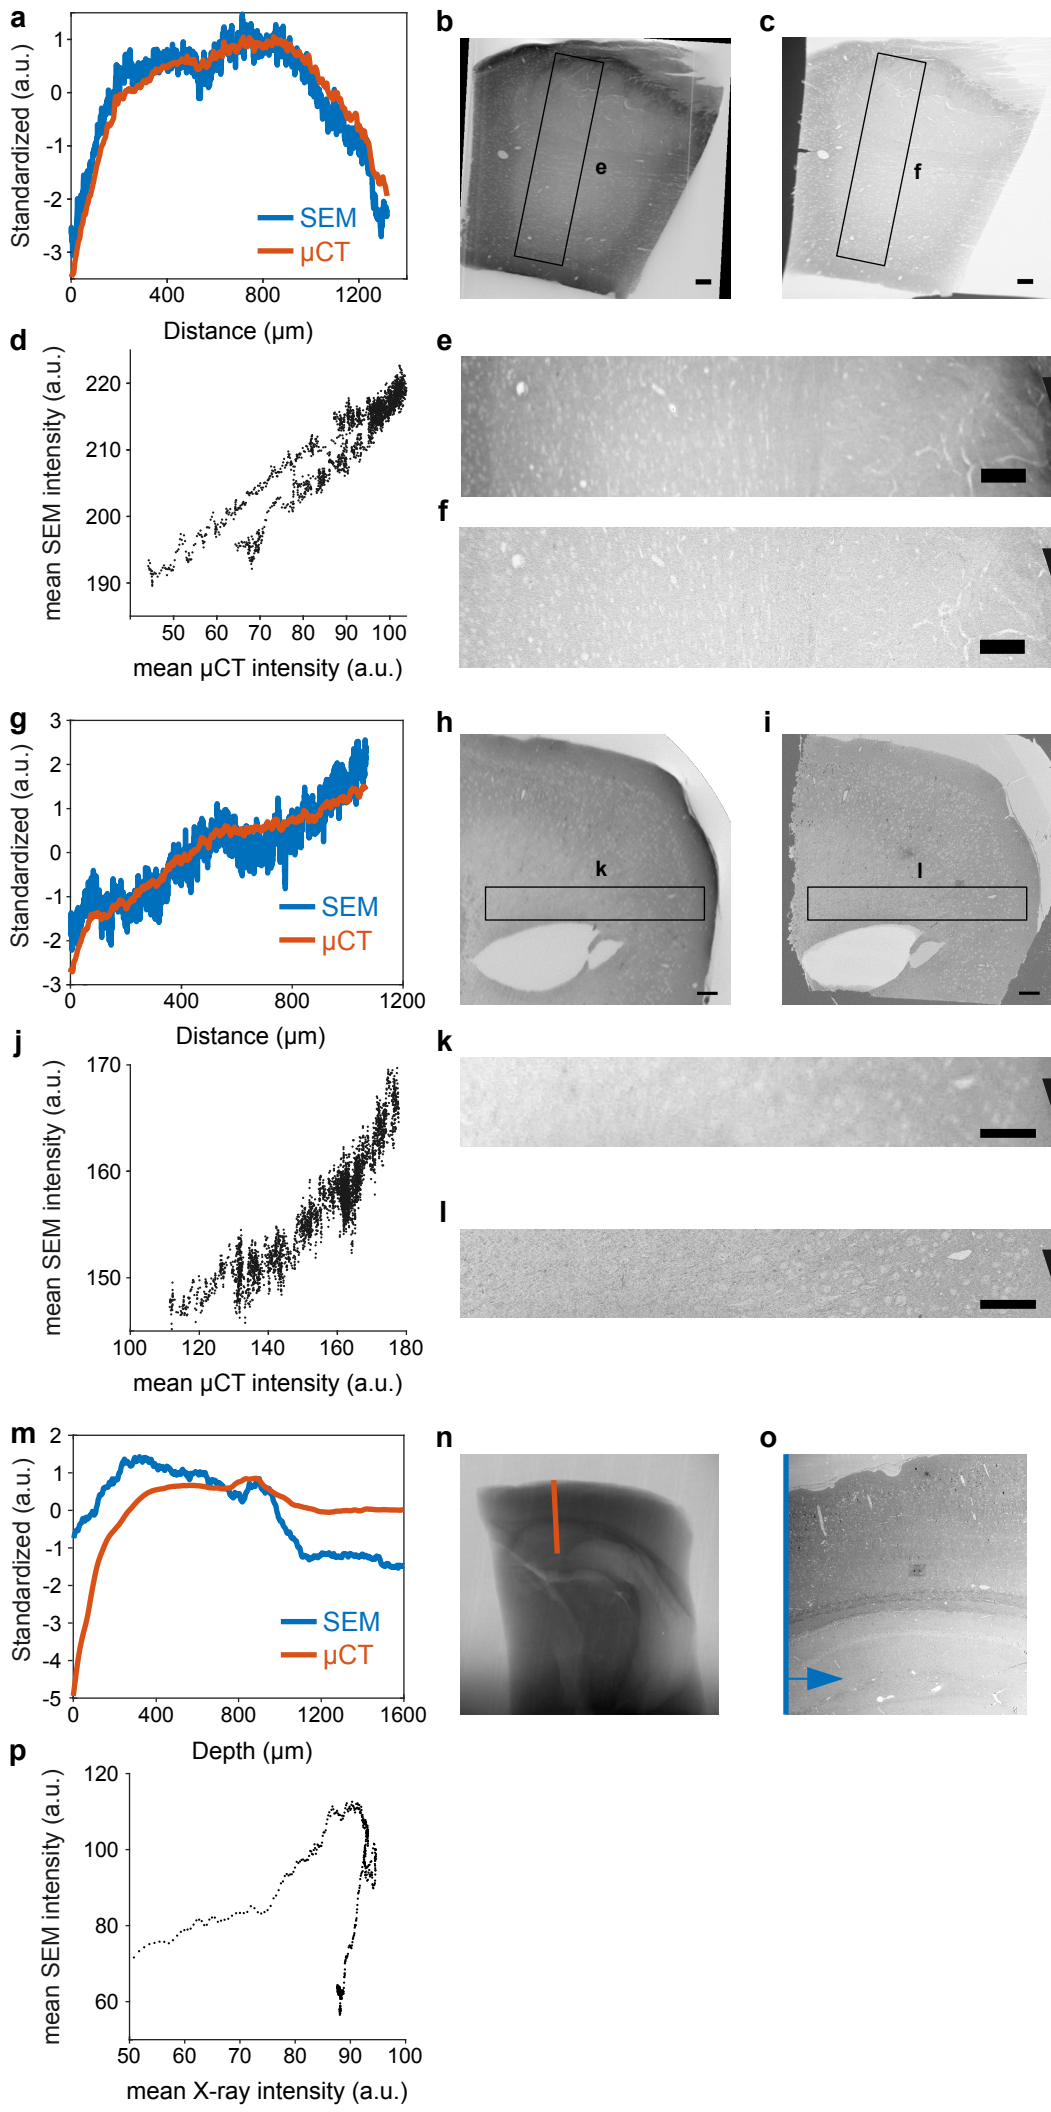 a
Standardized (a.u.)
1
0
-1
-2
-3
SEM
µCT
0
400
800
1200
Distance (µm)
b
e
c
f
d
mean SEM intensity (a.u.)
220
210
200
190
50
60
70
80
90
100
mean µCT intensity (a.u.)
e
f
g
Standardized (a.u.)
3
2
1
0
-1
-2
-3
SEM
µCT
0
400
800
1200
Distance (µm)
h
k
i
l
j
mean SEM intensity (a.u.)
170
160
150
100
120
140
160
180
mean µCT intensity (a.u.)
k
l
m
Standardized (a.u.)
2
1
0
-1
-2
-3
-4
-5
SEM
µCT
0
400
800
1200
1600
Depth (µm)
n
o
p
mean SEM intensity (a.u.)
120
100
80
60
50
60
70
80
90
100
mean X-ray intensity (a.u.)